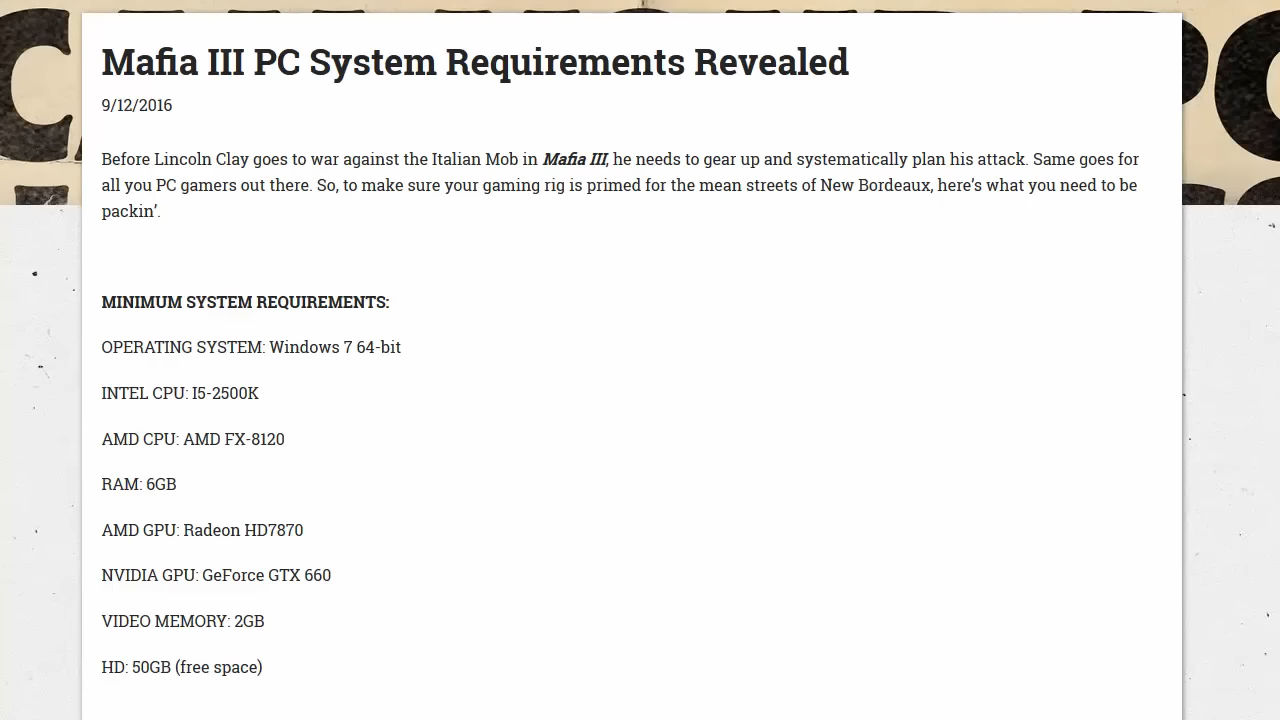 Mafia III PC System Requirements Revealed
9/12/2016
Before Lincoln Clay goes to war against the Italian Mob in Mafia III, he needs to gear up and systematically plan his attack. Same goes for
all you PC gamers out there. So, to make sure your gaming rig is primed for the mean streets of New Bordeaux, here’s what you need to be
packin’.
MINIMUM SYSTEM REQUIREMENTS:
OPERATING SYSTEM: Windows 7 64-bit
INTEL CPU: I5-2500K
AMD CPU: AMD FX-8120
RAM: 6GB
AMD GPU: Radeon HD7870
NVIDIA GPU: GeForce GTX 660
VIDEO MEMORY: 2GB
HD: 50GB (free space)